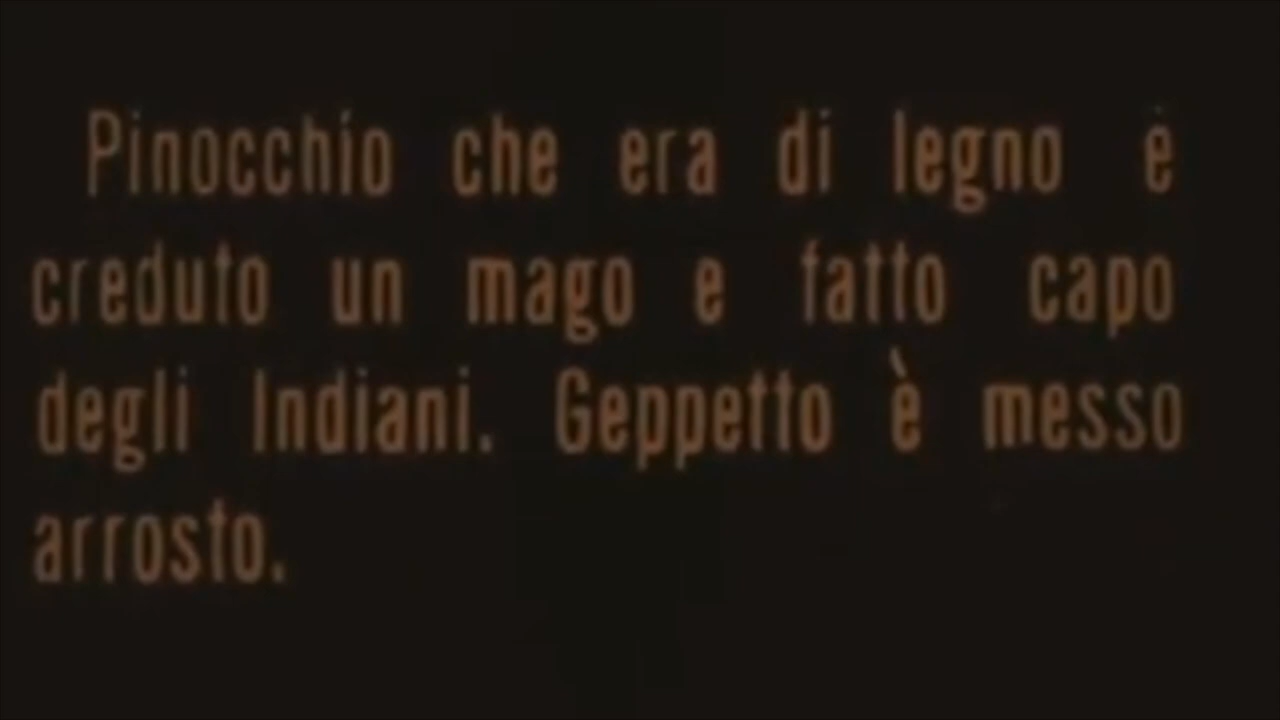 Pinocchio che era di legno è
creduto un mago e fatto capo
degli Indiani. Geppetto è messo
arrosto.